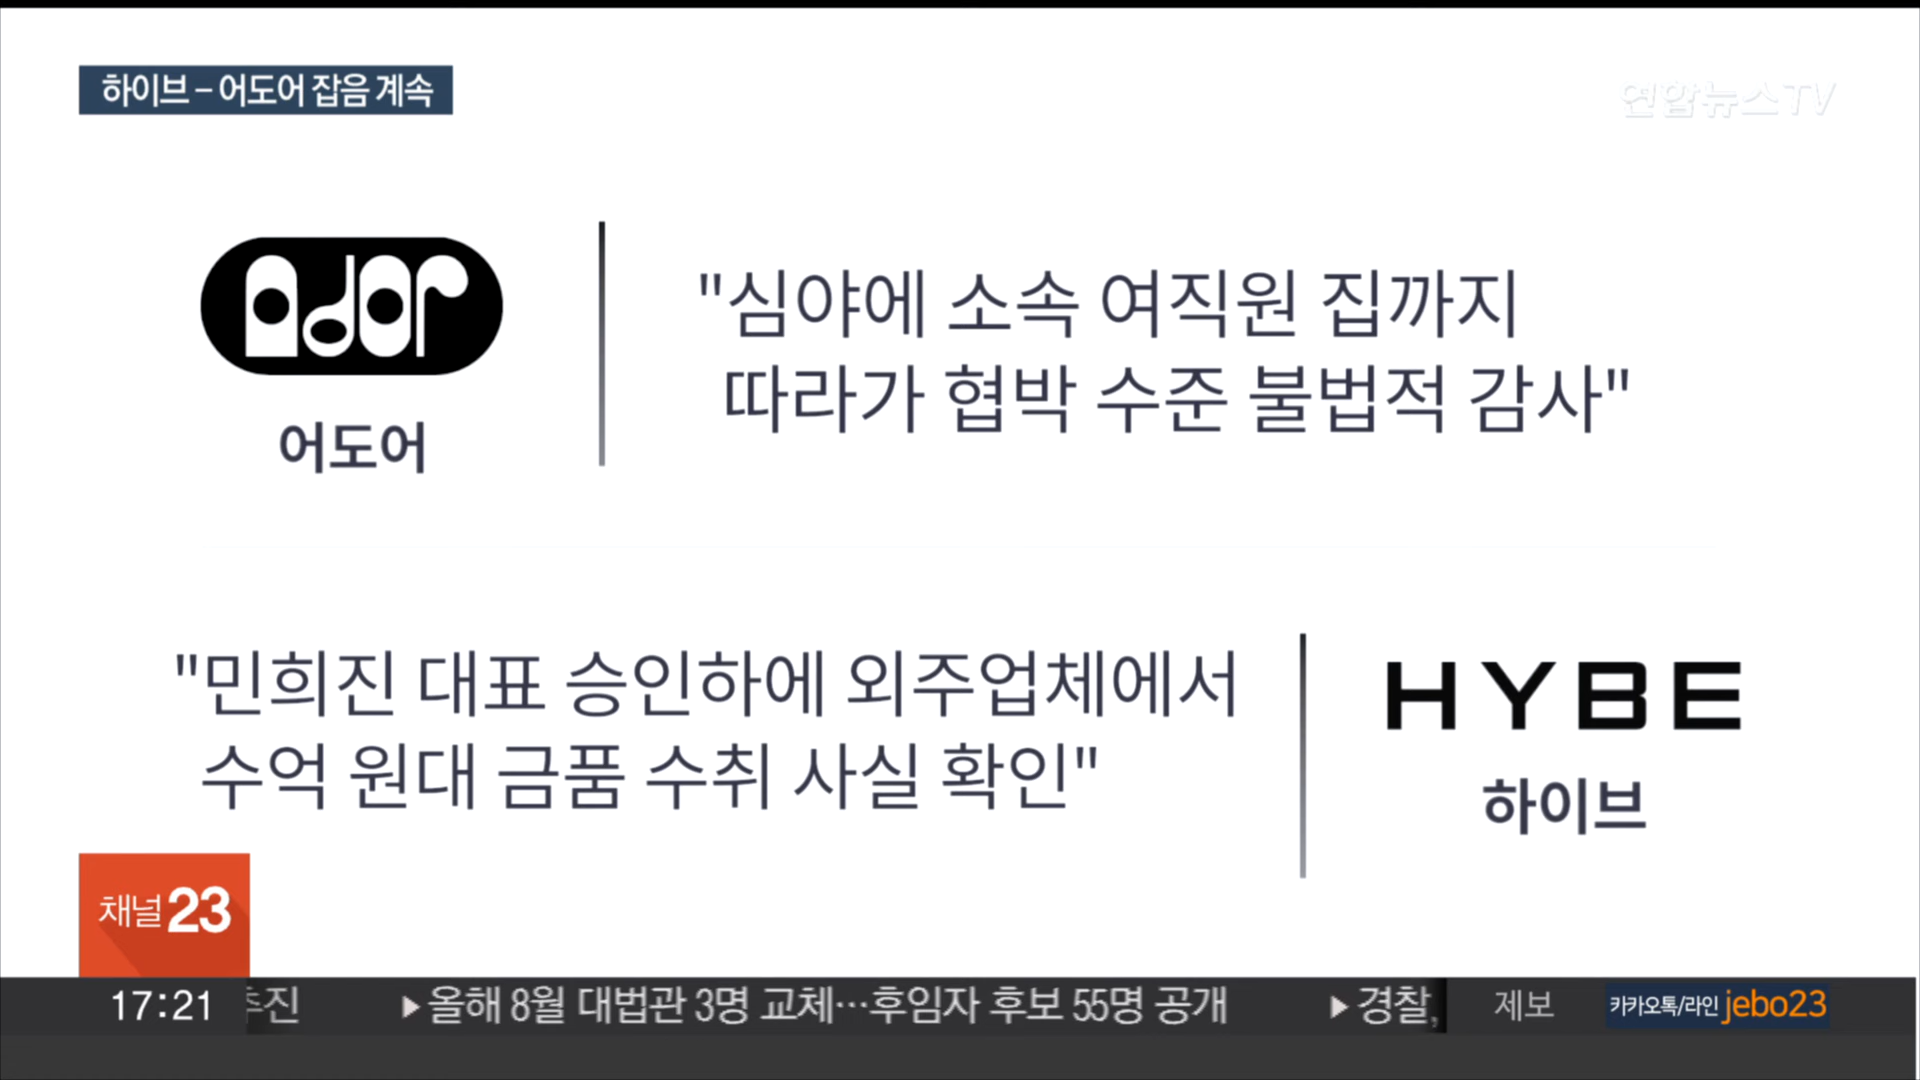 하이브 – 어도어 잡음 계속
연합뉴스TV
ador
"심야에 소속 여직원 집까지
따라가 협박 수준 불법적 감사"
어도어
"민희진 대표 승인하에 외주업체에서
수억 원대 금품 수취 사실 확인"
HYBE
하이브
채널23
17:21 추진 ▶올해 8월 대법관 3명 교체…후임자 후보 55명 공개 ▶경찰, 제보 카카오톡/라인 jebo23